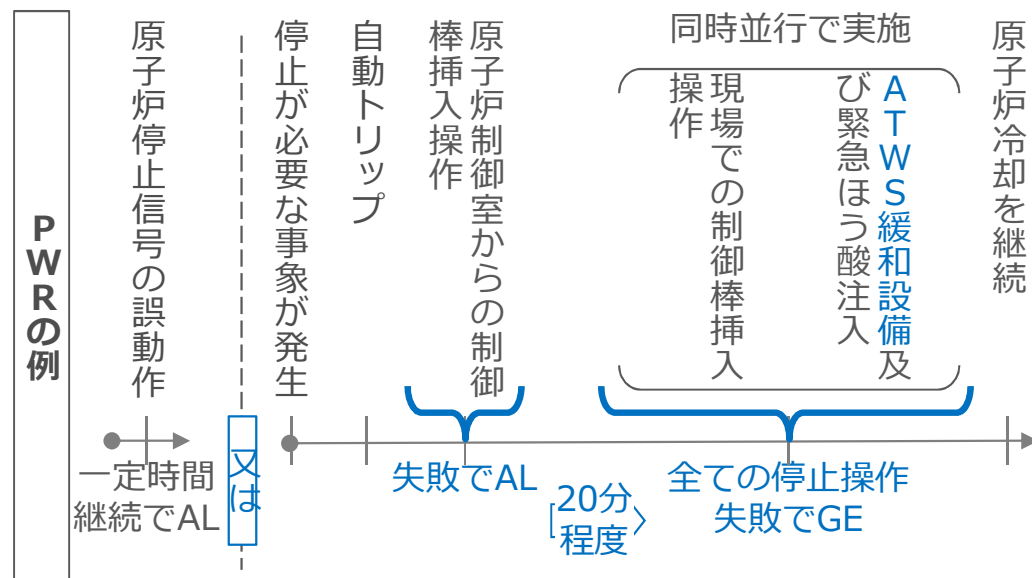 PWRの例
原子炉停止信号の誤動作
一定時間
継続でAL
又は
停止が必要な事象が発生
自動トリップ
原子炉制御室からの制御
棒挿入操作
失敗でAL
20分
程度
同時並行で実施
現場での制御棒挿入
操作
ATWS緩和設備及
び緊急ほう酸注入
全ての停止操作
失敗でGE
原子炉冷却を継続